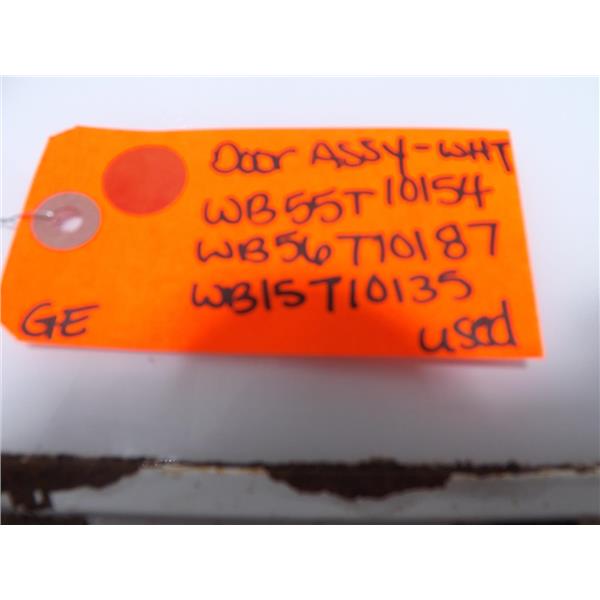 Door ASSY-WHT
WB55T10154
WB56T10187
WB15T10135
GE
used